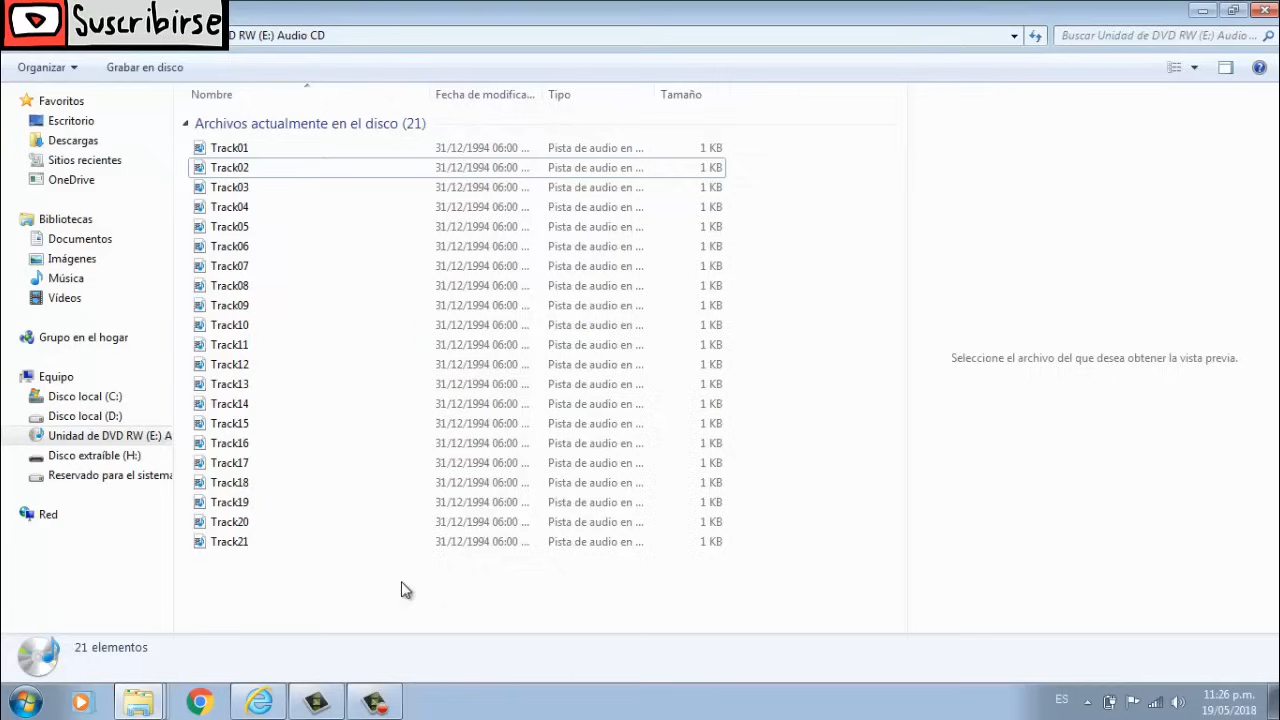 Suscribirse
D RW (E:) Audio CD
Buscar Unidad de DVD RW (E:) Audio ...
Organizar
Grabar en disco
Nombre
Fecha de modifica...
Tipo
Tamaño
Favoritos
Escritorio
Descargas
Sitios recientes
OneDrive
Bibliotecas
Documentos
Imágenes
Música
Vídeos
Grupo en el hogar
Equipo
Disco local (C:)
Disco local (D:)
Unidad de DVD RW (E:) A
Disco extraíble (H:)
Reservado para el sistema
Red
Archivos actualmente en el disco (21)
Track01 31/12/1994 06:00 ... Pista de audio en ... 1 KB
Track02 31/12/1994 06:00 ... Pista de audio en ... 1 KB
Track03 31/12/1994 06:00 ... Pista de audio en ... 1 KB
Track04 31/12/1994 06:00 ... Pista de audio en ... 1 KB
Track05 31/12/1994 06:00 ... Pista de audio en ... 1 KB
Track06 31/12/1994 06:00 ... Pista de audio en ... 1 KB
Track07 31/12/1994 06:00 ... Pista de audio en ... 1 KB
Track08 31/12/1994 06:00 ... Pista de audio en ... 1 KB
Track09 31/12/1994 06:00 ... Pista de audio en ... 1 KB
Track10 31/12/1994 06:00 ... Pista de audio en ... 1 KB
Track11 31/12/1994 06:00 ... Pista de audio en ... 1 KB
Track12 31/12/1994 06:00 ... Pista de audio en ... 1 KB
Track13 31/12/1994 06:00 ... Pista de audio en ... 1 KB
Track14 31/12/1994 06:00 ... Pista de audio en ... 1 KB
Track15 31/12/1994 06:00 ... Pista de audio en ... 1 KB
Track16 31/12/1994 06:00 ... Pista de audio en ... 1 KB
Track17 31/12/1994 06:00 ... Pista de audio en ... 1 KB
Track18 31/12/1994 06:00 ... Pista de audio en ... 1 KB
Track19 31/12/1994 06:00 ... Pista de audio en ... 1 KB
Track20 31/12/1994 06:00 ... Pista de audio en ... 1 KB
Track21 31/12/1994 06:00 ... Pista de audio en ... 1 KB
Seleccione el archivo del que desea obtener la vista previa.
21 elementos
ES
11:26 p.m.
19/05/2018